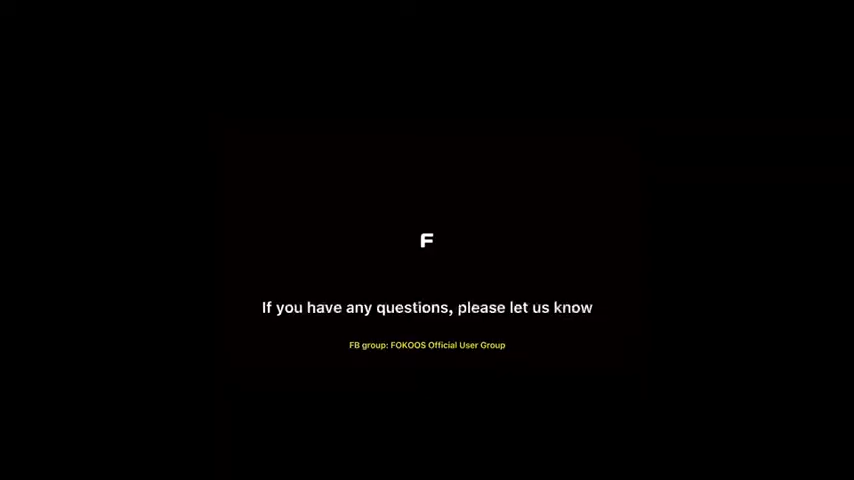 F
If you have any questions, please let us know
FB group: FOKOOS Official User Group